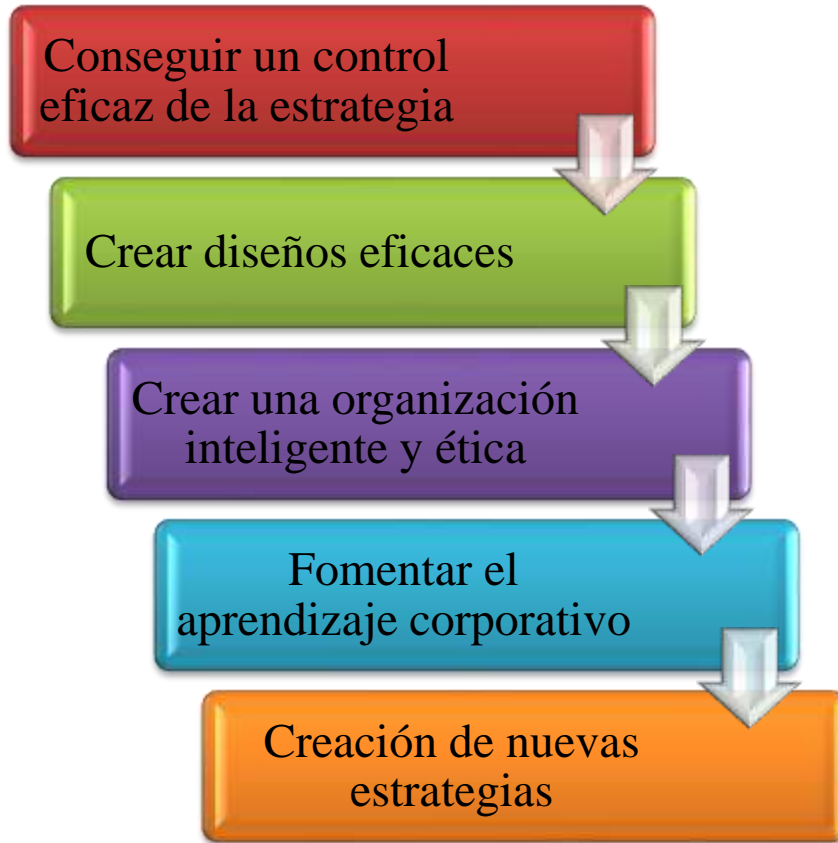 Conseguir un control
eficaz de la estrategia
Crear diseños eficaces
Crear una organización
inteligente y ética
Fomentar el
aprendizaje corporativo
Creación de nuevas
estrategias